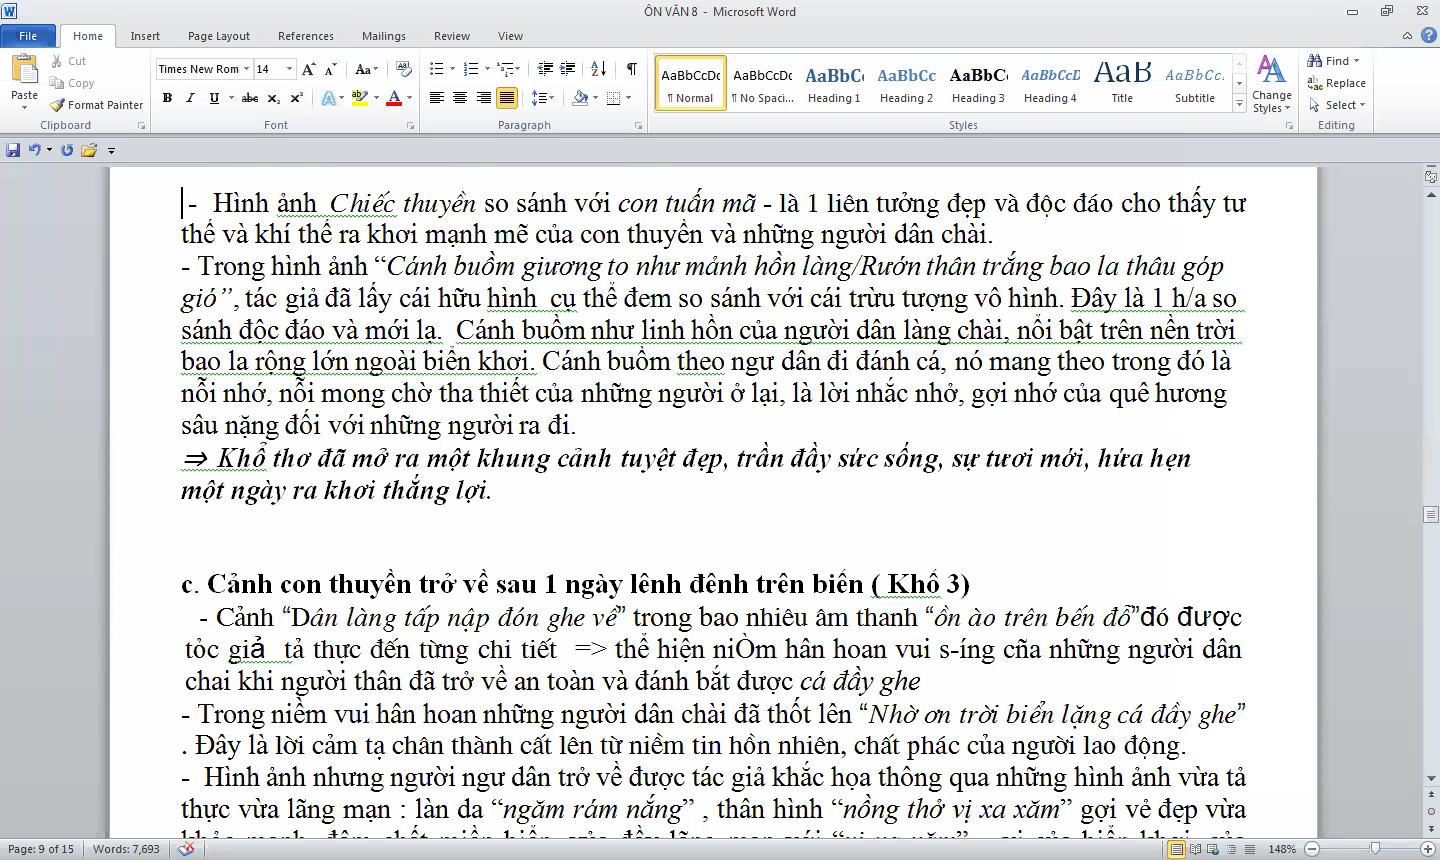 ÔN VĂN 8 - Microsoft Word
File Home Insert Page Layout References Mailings Review View
Paste Cut Copy Format Painter Clipboard
Times New Rom 14 Font
Paragraph
AaBbCcDc ¶ Normal AaBbCcDc ¶ No Spaci... AaBbC Heading 1 AaBbCc Heading 2 AaBbCc Heading 3 AaBbCcD Heading 4 AaB Title AaBbCc. Subtitle Styles
Change Styles
Find Replace Select Editing
- Hình ảnh Chiếc thuyền so sánh với con tuấn mã - là 1 liên tưởng đẹp và độc đáo cho thấy tư
thế và khí thế ra khơi mạnh mẽ của con thuyền và những người dân chài.
- Trong hình ảnh “Cánh buồm giương to như mảnh hồn làng/Rướn thân trắng bao la thâu góp
gió”, tác giả đã lấy cái hữu hình cụ thể đem so sánh với cái trừu tượng vô hình. Đây là 1 h/a so
sánh độc đáo và mới lạ. Cánh buồm như linh hồn của người dân làng chài, nổi bật trên nền trời
bao la rộng lớn ngoài biển khơi. Cánh buồm theo ngư dân đi đánh cá, nó mang theo trong đó là
nỗi nhớ, nỗi mong chờ tha thiết của những người ở lại, là lời nhắc nhở, gợi nhớ của quê hương
sâu nặng đối với những người ra đi.
⇒ Khổ thơ đã mở ra một khung cảnh tuyệt đẹp, trần đầy sức sống, sự tươi mới, hứa hẹn
một ngày ra khơi thắng lợi.
c. Cảnh con thuyền trở về sau 1 ngày lênh đênh trên biển ( Khổ 3)
- Cảnh “Dân làng tấp nập đón ghe về” trong bao nhiêu âm thanh “ồn ào trên bến đỗ”đó được
tỏc giả tả thực đến từng chi tiết => thể hiện niÒm hân hoan vui s-íng cña những người dân
chai khi người thân đã trở về an toàn và đánh bắt được cá đầy ghe
- Trong niềm vui hân hoan những người dân chài đã thốt lên “Nhờ ơn trời biển lặng cá đầy ghe”
. Đây là lời cảm tạ chân thành cất lên từ niềm tin hồn nhiên, chất phác của người lao động.
- Hình ảnh nhưng người ngư dân trở về được tác giả khắc họa thông qua những hình ảnh vừa tả
thực vừa lãng mạn : làn da “ngăm rám nắng” , thân hình “nồng thở vị xa xăm” gợi vẻ đẹp vừa
Page: 9 of 15 Words: 7,693 148%